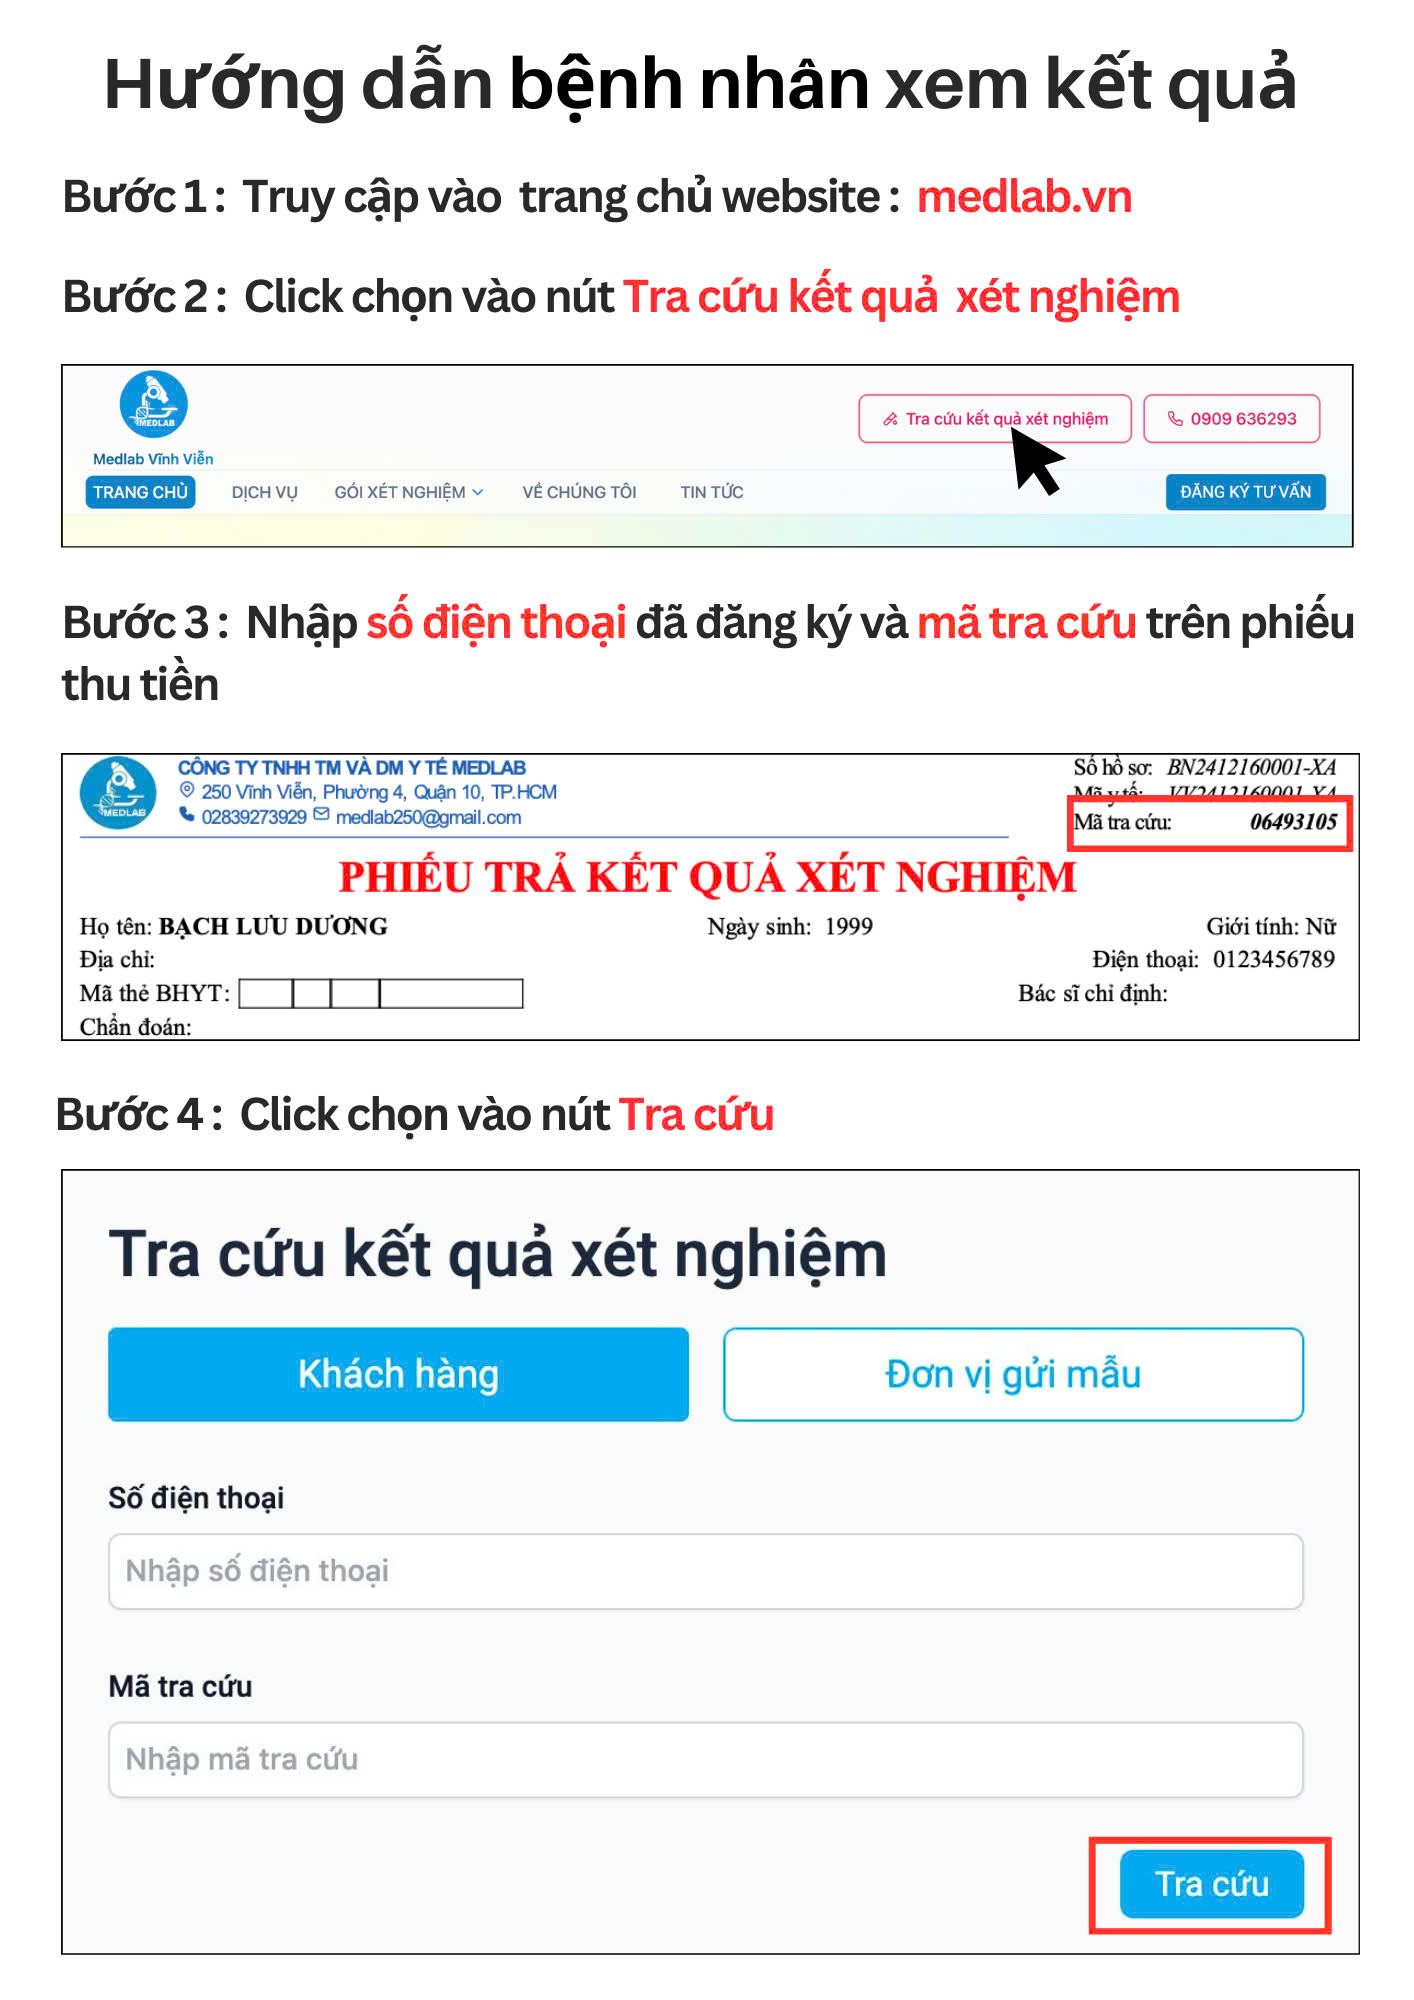 Hướng dẫn bệnh nhân xem kết quả
Bước 1 : Truy cập vào trang chủ website : medlab.vn
Bước 2 : Click chọn vào nút Tra cứu kết quả xét nghiệm
MEDLAB
Medlab Vĩnh Viễn
Tra cứu kết quả xét nghiệm
0909 636293
TRANG CHỦ DỊCH VỤ GÓI XÉT NGHIỆM VỀ CHÚNG TÔI TIN TỨC ĐĂNG KÝ TƯ VẤN
Bước 3 : Nhập số điện thoại đã đăng ký và mã tra cứu trên phiếu
thu tiền
MEDLAB
CÔNG TY TNHH TM VÀ DM Y TẾ MEDLAB
250 Vĩnh Viễn, Phường 4, Quận 10, TP.HCM
02839273929 medlab250@gmail.com
Số hồ sơ: BN2412160001-XA
Mã y tế: VV2412160001-XA
Mã tra cứu: 06493105
PHIẾU TRẢ KẾT QUẢ XÉT NGHIỆM
Họ tên: BẠCH LƯU DƯƠNG Ngày sinh: 1999 Giới tính: Nữ
Địa chỉ: Điện thoại: 0123456789
Mã thẻ BHYT: Bác sĩ chỉ định:
Chẩn đoán:
Bước 4 : Click chọn vào nút Tra cứu
Tra cứu kết quả xét nghiệm
Khách hàng Đơn vị gửi mẫu
Số điện thoại
Nhập số điện thoại
Mã tra cứu
Nhập mã tra cứu
Tra cứu